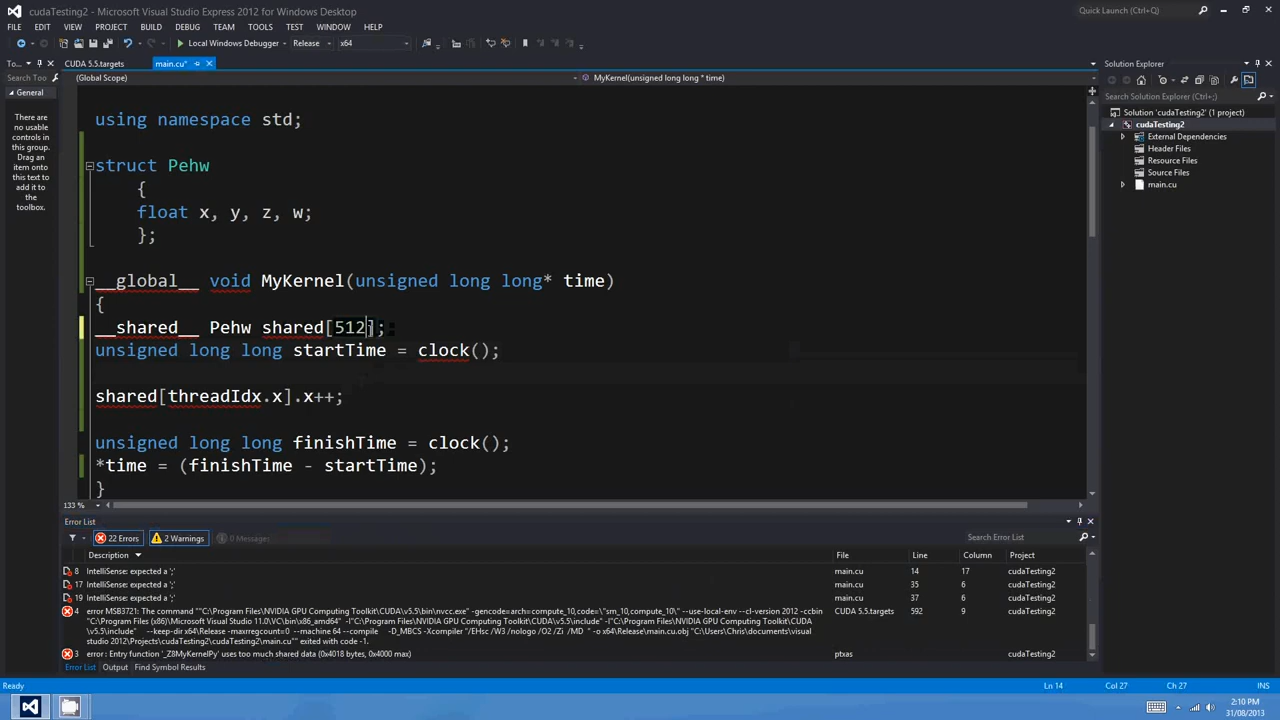 cudaTesting2 - Microsoft Visual Studio Express 2012 for Windows Desktop
Quick Launch (Ctrl+Q)
FILE EDIT VIEW PROJECT BUILD DEBUG TEAM TOOLS TEST WINDOW HELP
Local Windows Debugger Release x64
To...
CUDA 5.5.targets main.cu*
Solution Explorer
Search Too
(Global Scope)
MyKernel(unsigned long long * time)
General
There are
no usable
controls in
this group.
Drag an
item onto
this text to
add it to
the
toolbox.
Search Solution Explorer (Ctrl+;)
Solution 'cudaTesting2' (1 project)
cudaTesting2
External Dependencies
Header Files
Resource Files
Source Files
main.cu
using namespace std;
struct Pehw
{
float x, y, z, w;
};
__global__ void MyKernel(unsigned long long* time)
{
__shared__ Pehw shared[512];
unsigned long long startTime = clock();
shared[threadIdx.x].x++;
unsigned long long finishTime = clock();
*time = (finishTime - startTime);
}
133 %
Error List
22 Errors 2 Warnings 0 Messages
Search Error List
Description File Line Column Project
8 IntelliSense: expected a ';' main.cu 14 17 cudaTesting2
17 IntelliSense: expected a ';' main.cu 35 6 cudaTesting2
19 IntelliSense: expected a ';' main.cu 37 6 cudaTesting2
4 error MSB3721: The command ""C:\Program Files\NVIDIA GPU Computing Toolkit\CUDA\v5.5\bin\nvcc.exe" -gencode=arch=compute_10,code=\"sm_10,compute_10\" --use-local-env --cl-version 2012 -ccbin CUDA 5.5.targets 592 9 cudaTesting2
"C:\Program Files (x86)\Microsoft Visual Studio 11.0\VC\bin\x86_amd64" -I"C:\Program Files\NVIDIA GPU Computing Toolkit\CUDA\v5.5\include" -I"C:\Program Files\NVIDIA GPU Computing Toolkit\CUDA
\v5.5\include" --keep-dir x64\Release -maxrregcount=0 --machine 64 --compile -D_MBCS -Xcompiler "/EHsc /W3 /nologo /O2 /Zi /MD " -o x64\Release\main.cu.obj "C:\Users\Chris\documents\visual
studio 2012\Projects\cudaTesting2\cudaTesting2\main.cu"" exited with code -1.
3 error : Entry function '_Z8MyKernelPy' uses too much shared data (0x4018 bytes, 0x4000 max) ptxas cudaTesting2
Error List Output Find Symbol Results
Ready
Ln 14 Col 27 Ch 27 INS
2:10 PM
31/08/2013